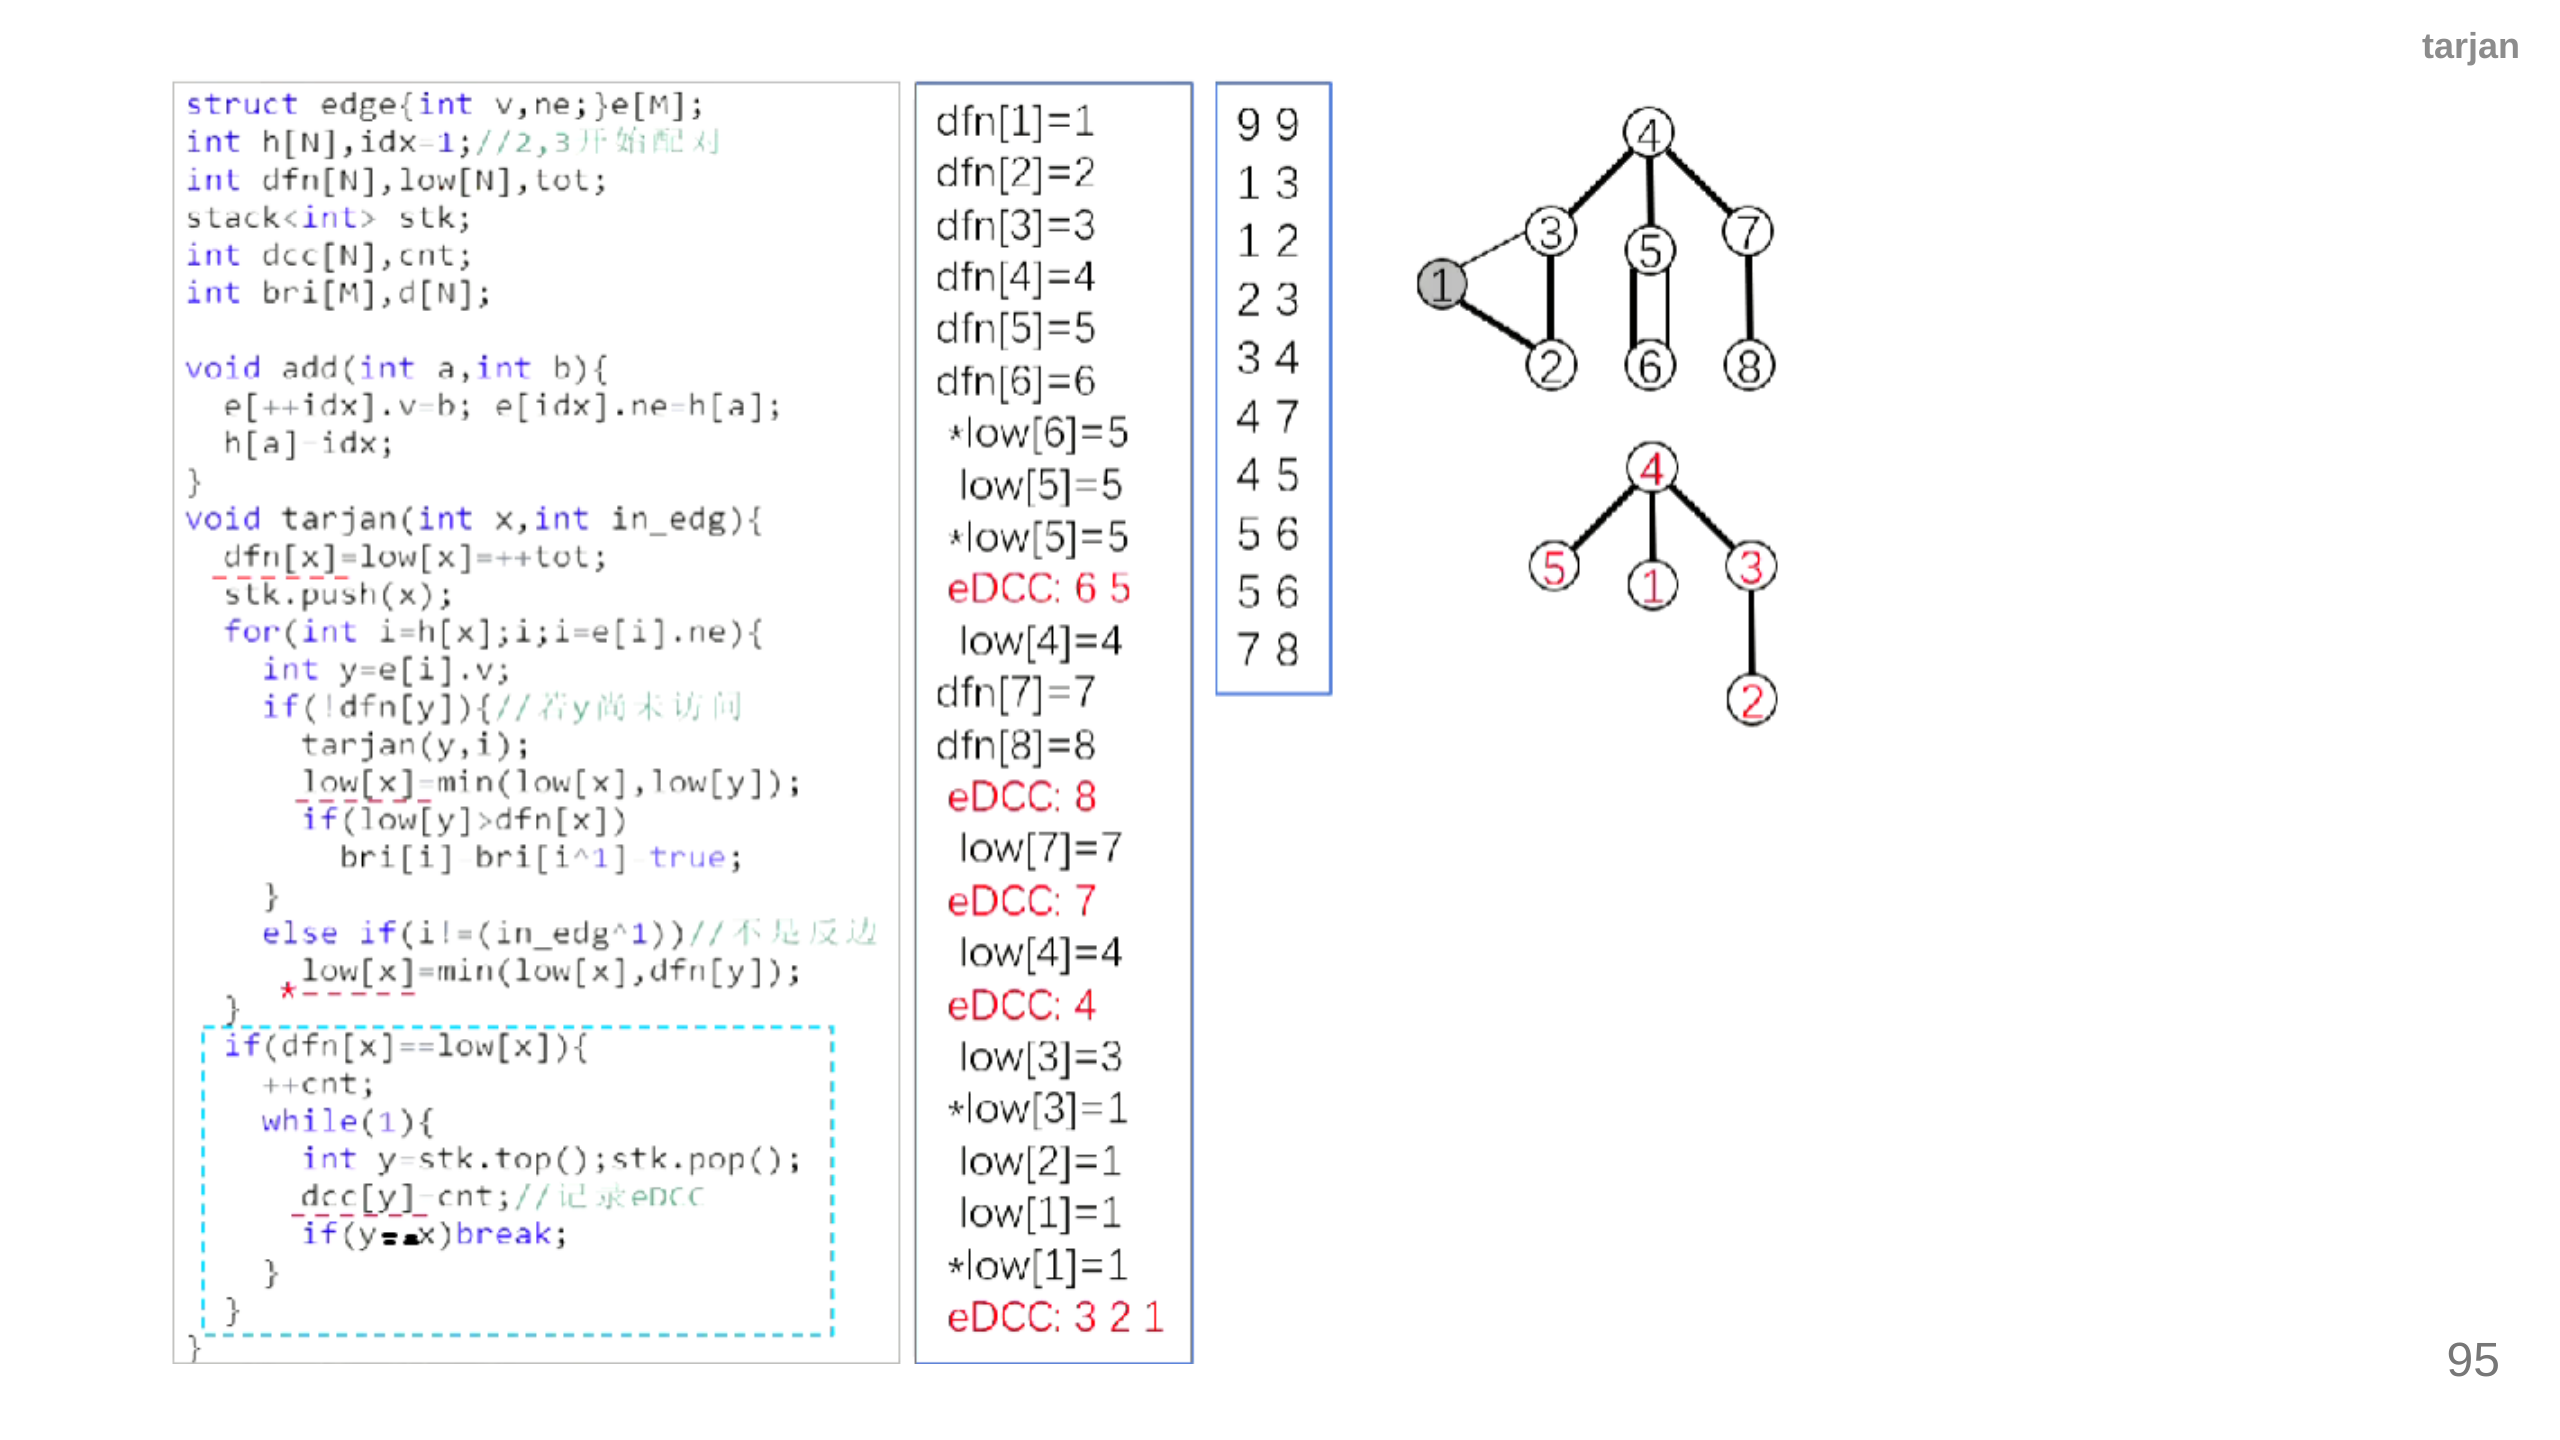 tarjan
struct edge{int v,ne;}e[M];
int h[N],idx=1;//2,3开始配对
int dfn[N],low[N],tot;
stack<int> stk;
int dcc[N],cnt;
int bri[M],d[N];
void add(int a,int b){
e[++idx].v=b; e[idx].ne=h[a];
h[a]=idx;
}
void tarjan(int x,int in_edg){
dfn[x]=low[x]=++tot;
stk.push(x);
for(int i=h[x];i;i=e[i].ne){
int y=e[i].v;
if(!dfn[y]){//若y尚未访问
tarjan(y,i);
low[x]=min(low[x],low[y]);
if(low[y]>dfn[x])
bri[i]=bri[i^1]=true;
}
else if(i!=(in_edg^1))//不是反边
*low[x]=min(low[x],dfn[y]);
}
if(dfn[x]==low[x]){
++cnt;
while(1){
int y=stk.top();stk.pop();
dcc[y]=cnt;//记录eDCC
if(y==x)break;
}
}
}
dfn[1]=1
dfn[2]=2
dfn[3]=3
dfn[4]=4
dfn[5]=5
dfn[6]=6
*low[6]=5
low[5]=5
*low[5]=5
eDCC: 6 5
low[4]=4
dfn[7]=7
dfn[8]=8
eDCC: 8
low[7]=7
eDCC: 7
low[4]=4
eDCC: 4
low[3]=3
*low[3]=1
low[2]=1
low[1]=1
*low[1]=1
eDCC: 3 2 1
9 9
1 3
1 2
2 3
3 4
4 7
4 5
5 6
5 6
7 8
4
3
5
7
1
2
6
8
4
5
1
3
2
95